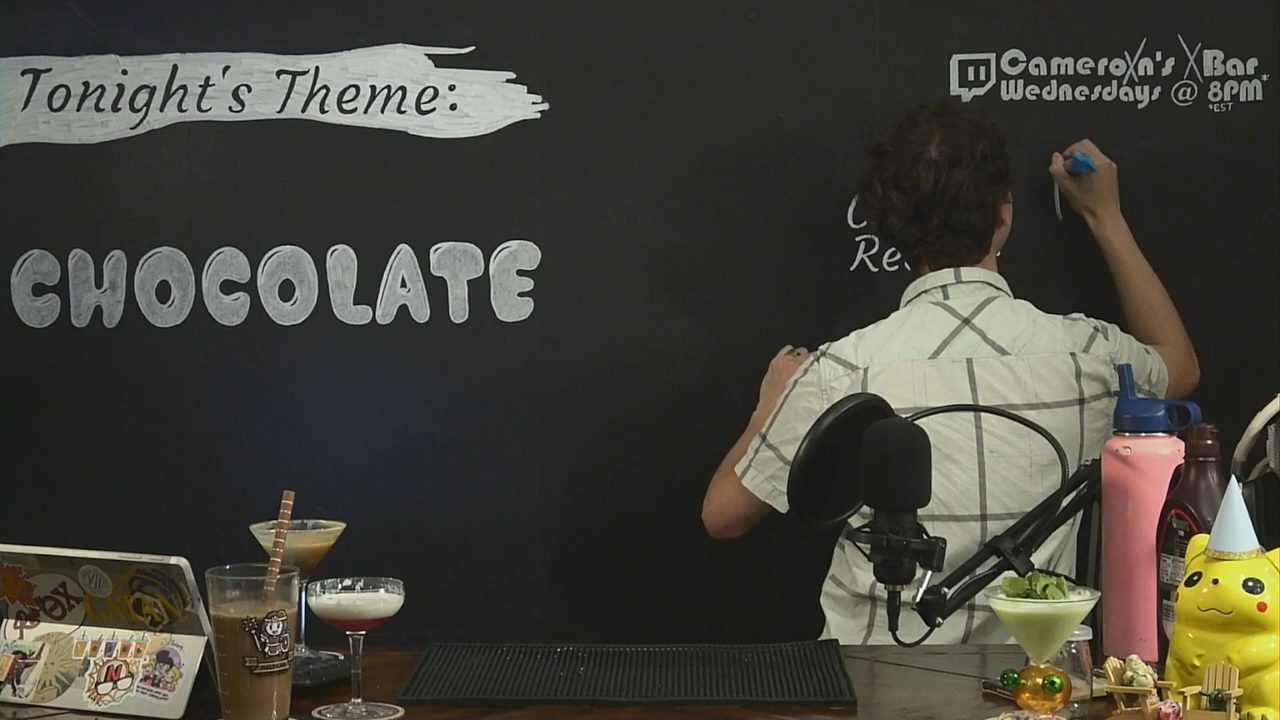 Tonight's Theme:
CHOCOLATE
Cameron's Bar
Wednesdays @ 8PM*
*EST